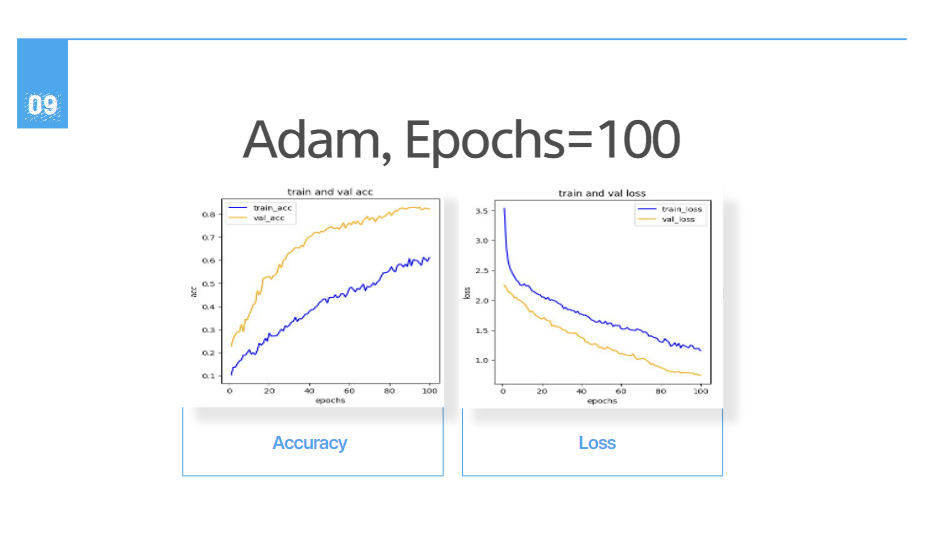 09
Adam, Epochs=100
train and val acc
train_acc
val_acc
0.8
0.7
0.6
0.5
0.4
0.3
0.2
0.1
acc
0 20 40 60 80 100
epochs
train and val loss
train_loss
val_loss
3.5
3.0
2.5
2.0
1.5
1.0
loss
0 20 40 60 80 100
epochs
Accuracy
Loss